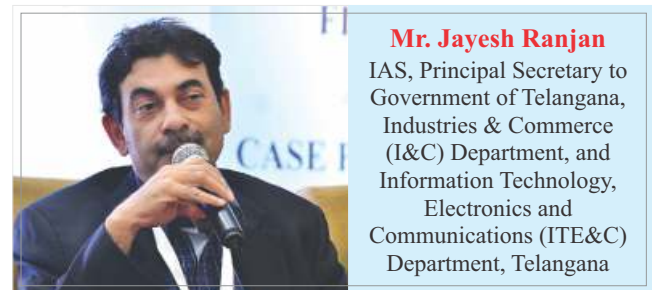 CASE
Mr. Jayesh Ranjan
IAS, Principal Secretary to
Government of Telangana,
Industries & Commerce
(I&C) Department, and
Information Technology,
Electronics and
Communications (ITE&C)
Department, Telangana